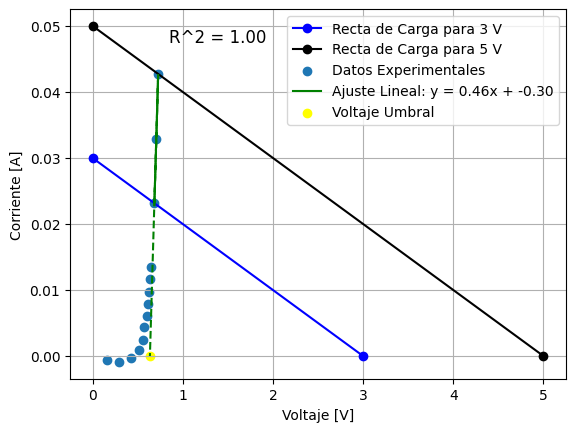 R^2 = 1.00
Recta de Carga para 3 V
Recta de Carga para 5 V
Datos Experimentales
Ajuste Lineal: y = 0.46x + -0.30
Voltaje Umbral
Corriente [A]
0.05
0.04
0.03
0.02
0.01
0.00
0 1 2 3 4 5
Voltaje [V]